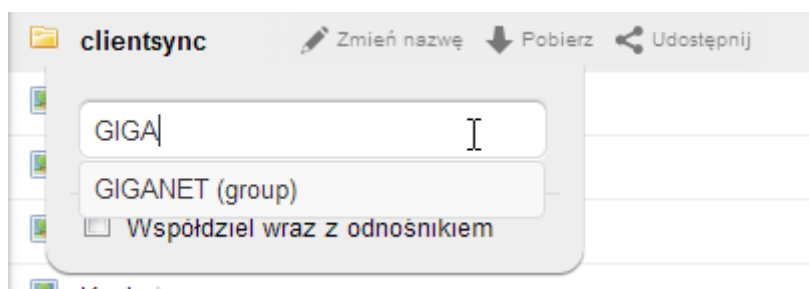 clientsync Zmień nazwę Pobierz Udostępnij
GIGA
GIGANET (group)
Współdziel wraz z odnośnikiem